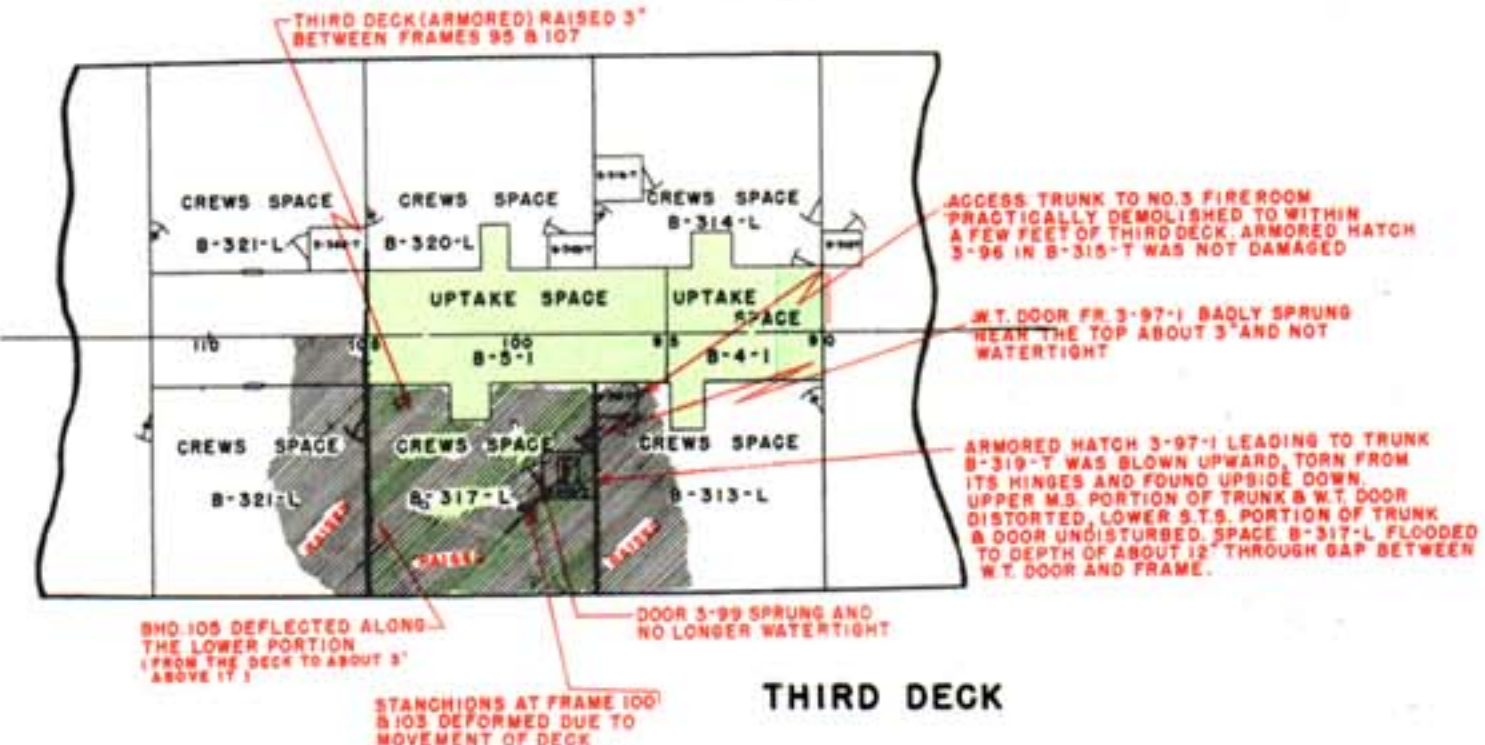 THIRD DECK (ARMORED) RAISED 3"
BETWEEN FRAMES 95 & 107
CREWS SPACE
B-321-L
CREWS SPACE
B-320-L
CREWS SPACE
B-314-L
UPTAKE SPACE
B-5-1
UPTAKE
SPACE
B-4-1
110
105
100
95
90
CREWS SPACE
B-321-L
CREWS SPACE
B-317-L
CREWS SPACE
B-313-L
RAISED
RAISED
RAISED
ACCESS TRUNK TO NO.3 FIREROOM
PRACTICALLY DEMOLISHED TO WITHIN
A FEW FEET OF THIRD DECK. ARMORED HATCH
3-96 IN B-315-T WAS NOT DAMAGED
W.T. DOOR FR. 3-97-1 BADLY SPRUNG
NEAR THE TOP ABOUT 3" AND NOT
WATERTIGHT
ARMORED HATCH 3-97-1 LEADING TO TRUNK
B-319-T WAS BLOWN UPWARD, TORN FROM
ITS HINGES AND FOUND UPSIDE DOWN.
UPPER M.S. PORTION OF TRUNK & W.T. DOOR
DISTORTED, LOWER S.T.S. PORTION OF TRUNK
& DOOR UNDISTURBED. SPACE B-317-L FLOODED
TO DEPTH OF ABOUT 12" THROUGH GAP BETWEEN
W.T. DOOR AND FRAME.
BHD. 105 DEFLECTED ALONG
THE LOWER PORTION
(FROM THE DECK TO ABOUT 3'
ABOVE IT)
DOOR 3-99 SPRUNG AND
NO LONGER WATERTIGHT
STANCHIONS AT FRAME 100
& 103 DEFORMED DUE TO
MOVEMENT OF DECK
THIRD DECK